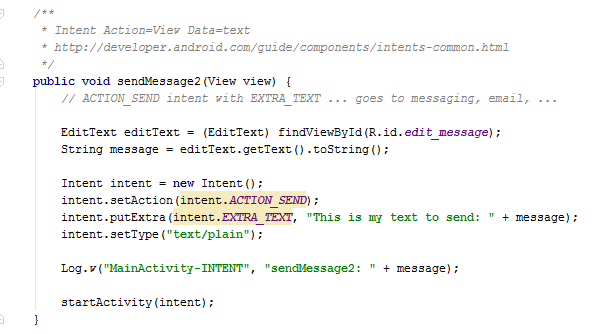 /**
 * Intent Action=View Data=text
 * http://developer.android.com/guide/components/intents-common.html
 */
public void sendMessage2(View view) {
    // ACTION_SEND intent with EXTRA_TEXT ... goes to messaging, email, ...

    EditText editText = (EditText) findViewById(R.id.edit_message);
    String message = editText.getText().toString();

    Intent intent = new Intent();
    intent.setAction(intent.ACTION_SEND);
    intent.putExtra(intent.EXTRA_TEXT, "This is my text to send: " + message);
    intent.setType("text/plain");

    Log.v("MainActivity-INTENT", "sendMessage2: " + message);

    startActivity(intent);
}